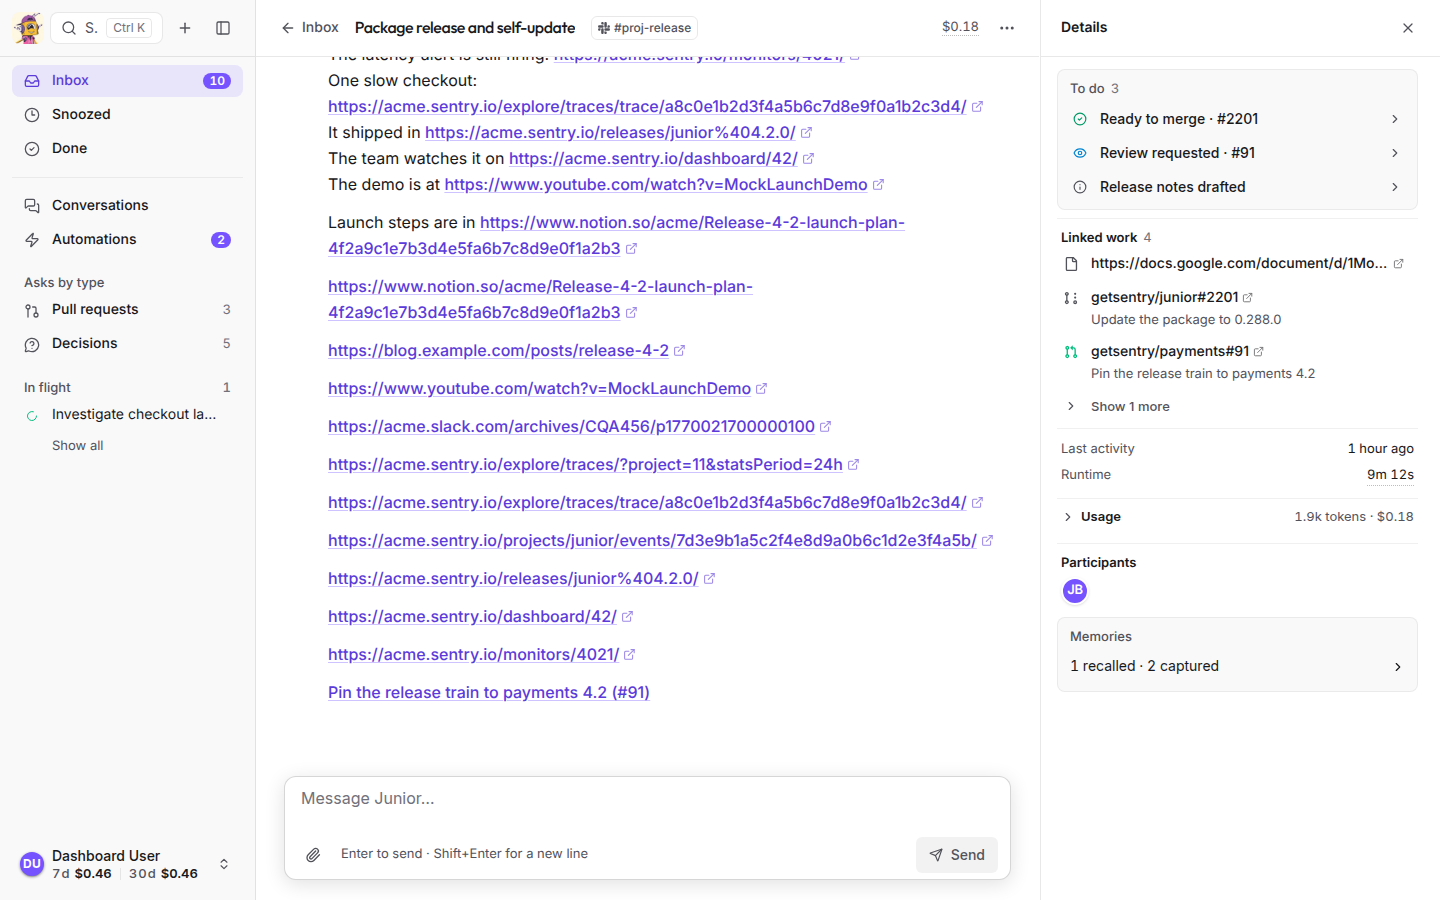 S. Ctrl K
Inbox 10
Snoozed
Done
Conversations
Automations 2
Asks by type
Pull requests 3
Decisions 5
In flight 1
Investigate checkout la...
Show all
DU Dashboard User
7d $0.46 30d $0.46
Inbox Package release and self-update #proj-release $0.18
The latency alert is still firing: https://acme.sentry.io/monitors/4021/
One slow checkout:
https://acme.sentry.io/explore/traces/trace/a8c0e1b2d3f4a5b6c7d8e9f0a1b2c3d4/
It shipped in https://acme.sentry.io/releases/junior%404.2.0/
The team watches it on https://acme.sentry.io/dashboard/42/
The demo is at https://www.youtube.com/watch?v=MockLaunchDemo
Launch steps are in https://www.notion.so/acme/Release-4-2-launch-plan-
4f2a9c1e7b3d4e5fa6b7c8d9e0f1a2b3
https://www.notion.so/acme/Release-4-2-launch-plan-
4f2a9c1e7b3d4e5fa6b7c8d9e0f1a2b3
https://blog.example.com/posts/release-4-2
https://www.youtube.com/watch?v=MockLaunchDemo
https://acme.slack.com/archives/CQA456/p1770021700000100
https://acme.sentry.io/explore/traces/?project=11&statsPeriod=24h
https://acme.sentry.io/explore/traces/trace/a8c0e1b2d3f4a5b6c7d8e9f0a1b2c3d4/
https://acme.sentry.io/projects/junior/events/7d3e9b1a5c2f4e8d9a0b6c1d2e3f4a5b/
https://acme.sentry.io/releases/junior%404.2.0/
https://acme.sentry.io/dashboard/42/
https://acme.sentry.io/monitors/4021/
Pin the release train to payments 4.2 (#91)
Message Junior...
Enter to send · Shift+Enter for a new line
Send
Details
To do 3
Ready to merge · #2201
Review requested · #91
Release notes drafted
Linked work 4
https://docs.google.com/document/d/1Mo...
getsentry/junior#2201
Update the package to 0.288.0
getsentry/payments#91
Pin the release train to payments 4.2
Show 1 more
Last activity 1 hour ago
Runtime 9m 12s
Usage 1.9k tokens · $0.18
Participants
JB
Memories
1 recalled · 2 captured